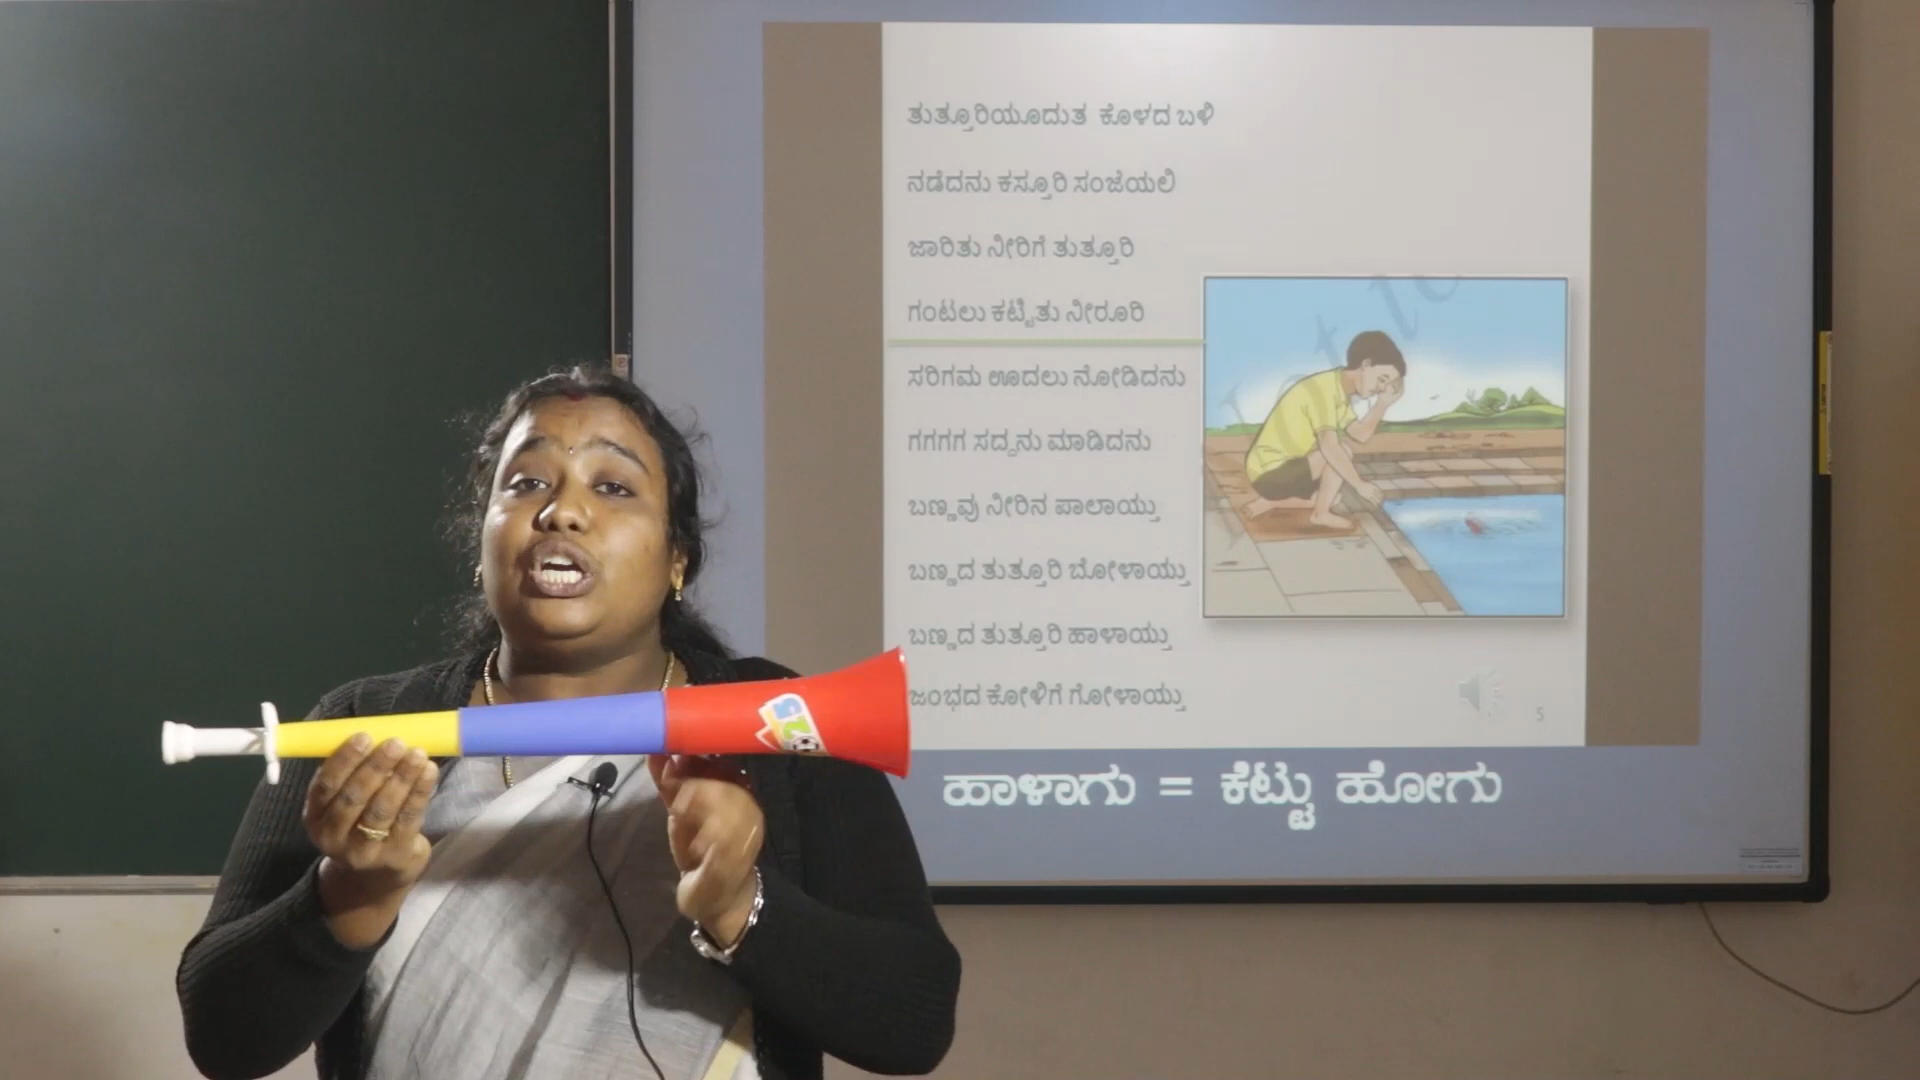 ತುತ್ತೂರಿಯೂದುತ ಕೊಳದ ಬಳಿ
ನಡೆದನು ಕಸ್ತೂರಿ ಸಂಜೆಯಲಿ
ಜಾರಿತು ನೀರಿಗೆ ತುತ್ತೂರಿ
ಗಂಟಲು ಕಟ್ಟಿತು ನೀರೂರಿ
ಸರಿಗಮ ಊದಲು ನೋಡಿದನು
ಗಗಗಗ ಸದ್ದನು ಮಾಡಿದನು
ಬಣ್ಣವು ನೀರಿನ ಪಾಲಾಯ್ತು
ಬಣ್ಣದ ತುತ್ತೂರಿ ಬೋಳಾಯ್ತು
ಬಣ್ಣದ ತುತ್ತೂರಿ ಹಾಳಾಯ್ತು
ಜಂಭದ ಕೋಳಿಗೆ ಗೋಳಾಯ್ತು
5
ಹಾಳಾಗು = ಕೆಟ್ಟು ಹೋಗು